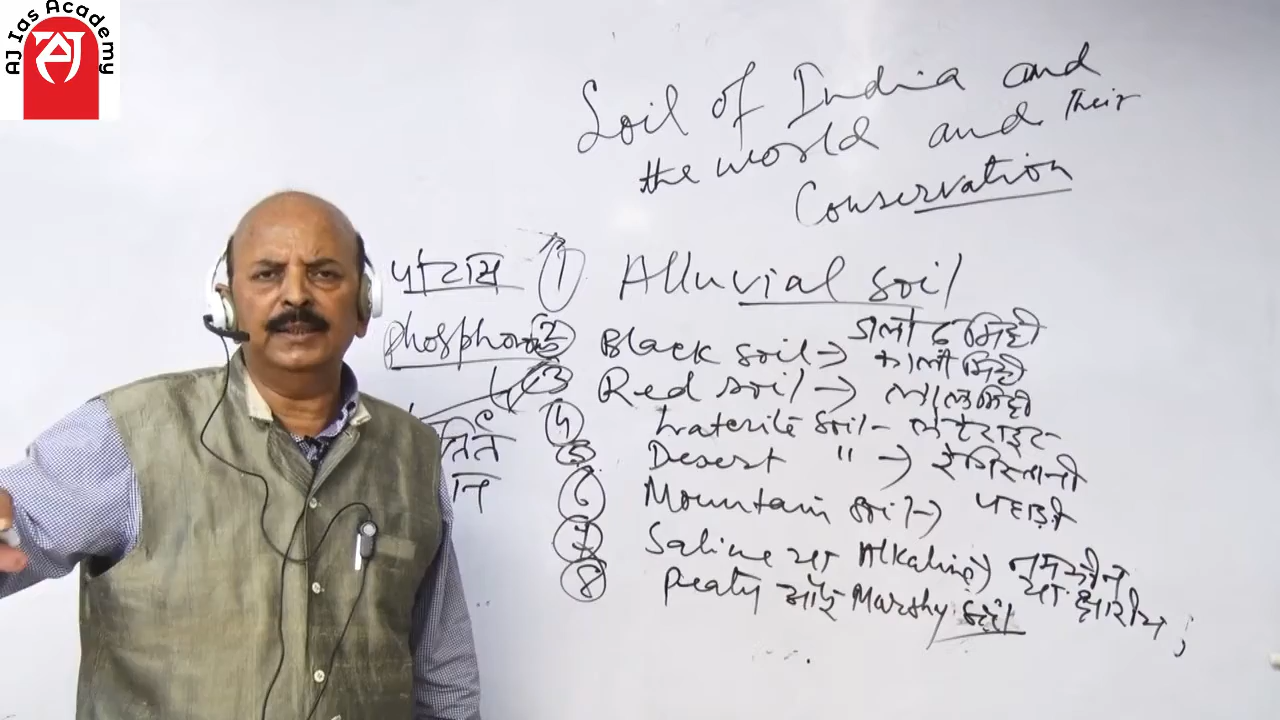 AJ Ias Academy
Soil of India and
the world and their
Conservation
पोटाश ① Alluvial soil
जलोढ मिट्टी
phosphorus ② Black soil → काली मिट्टी
③ Red soil → लाल मिट्टी
④ Laterite soil - लेटेराइट
⑤ Desert " → रेगिस्तानी
⑥ Mountain soil → पहाड़ी
⑦ Saline या Alkaline → नमकीन
या क्षारीय ;
⑧ Peaty और Marshy